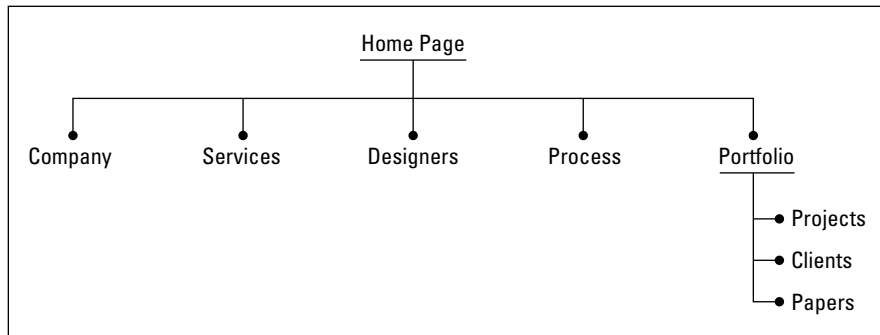 Home Page
Company Services Designers Process Portfolio
Projects
Clients
Papers